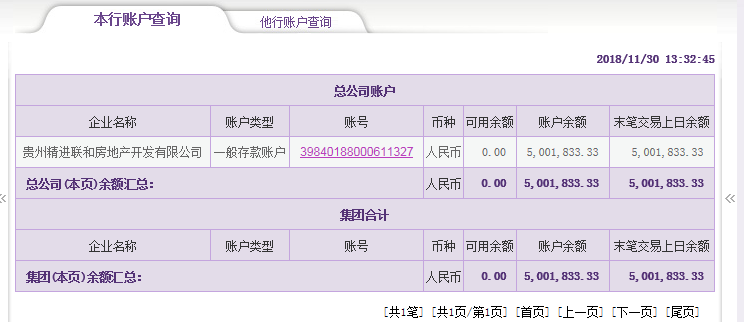 本行账户查询 他行账户查询
2018/11/30 13:32:45
总公司账户
企业名称 账户类型 账号 币种 可用余额 账户余额 末笔交易上日余额
贵州精进联和房地产开发有限公司 一般存款账户 39840188000611327 人民币 0.00 5,001,833.33 5,001,833.33
总公司(本页)余额汇总: 人民币 0.00 5,001,833.33 5,001,833.33
集团合计
企业名称 账户类型 账号 币种 可用余额 账户余额 末笔交易上日余额
集团(本页)余额汇总: 人民币 0.00 5,001,833.33 5,001,833.33
[共1笔] [共1页/第1页] [首页] [上一页] [下一页] [尾页]